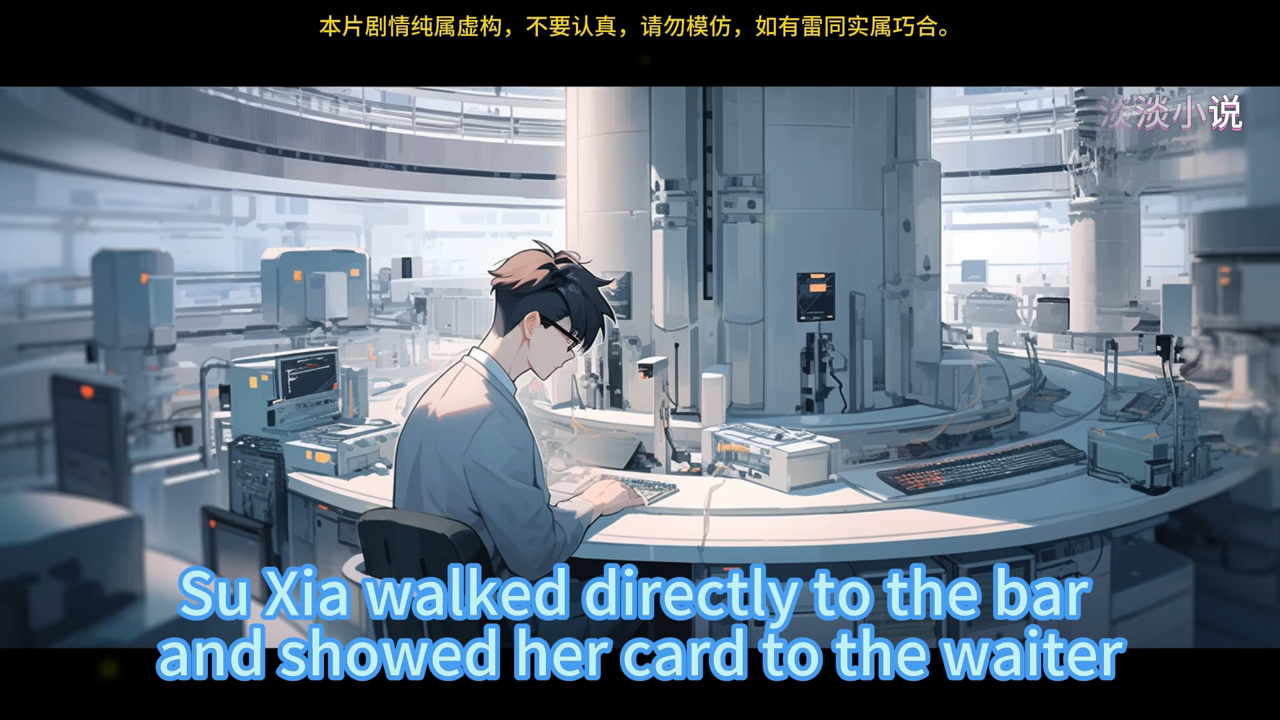 本片剧情纯属虚构，不要认真，请勿模仿，如有雷同实属巧合。
淡淡小说
Su Xia walked directly to the bar
and showed her card to the waiter